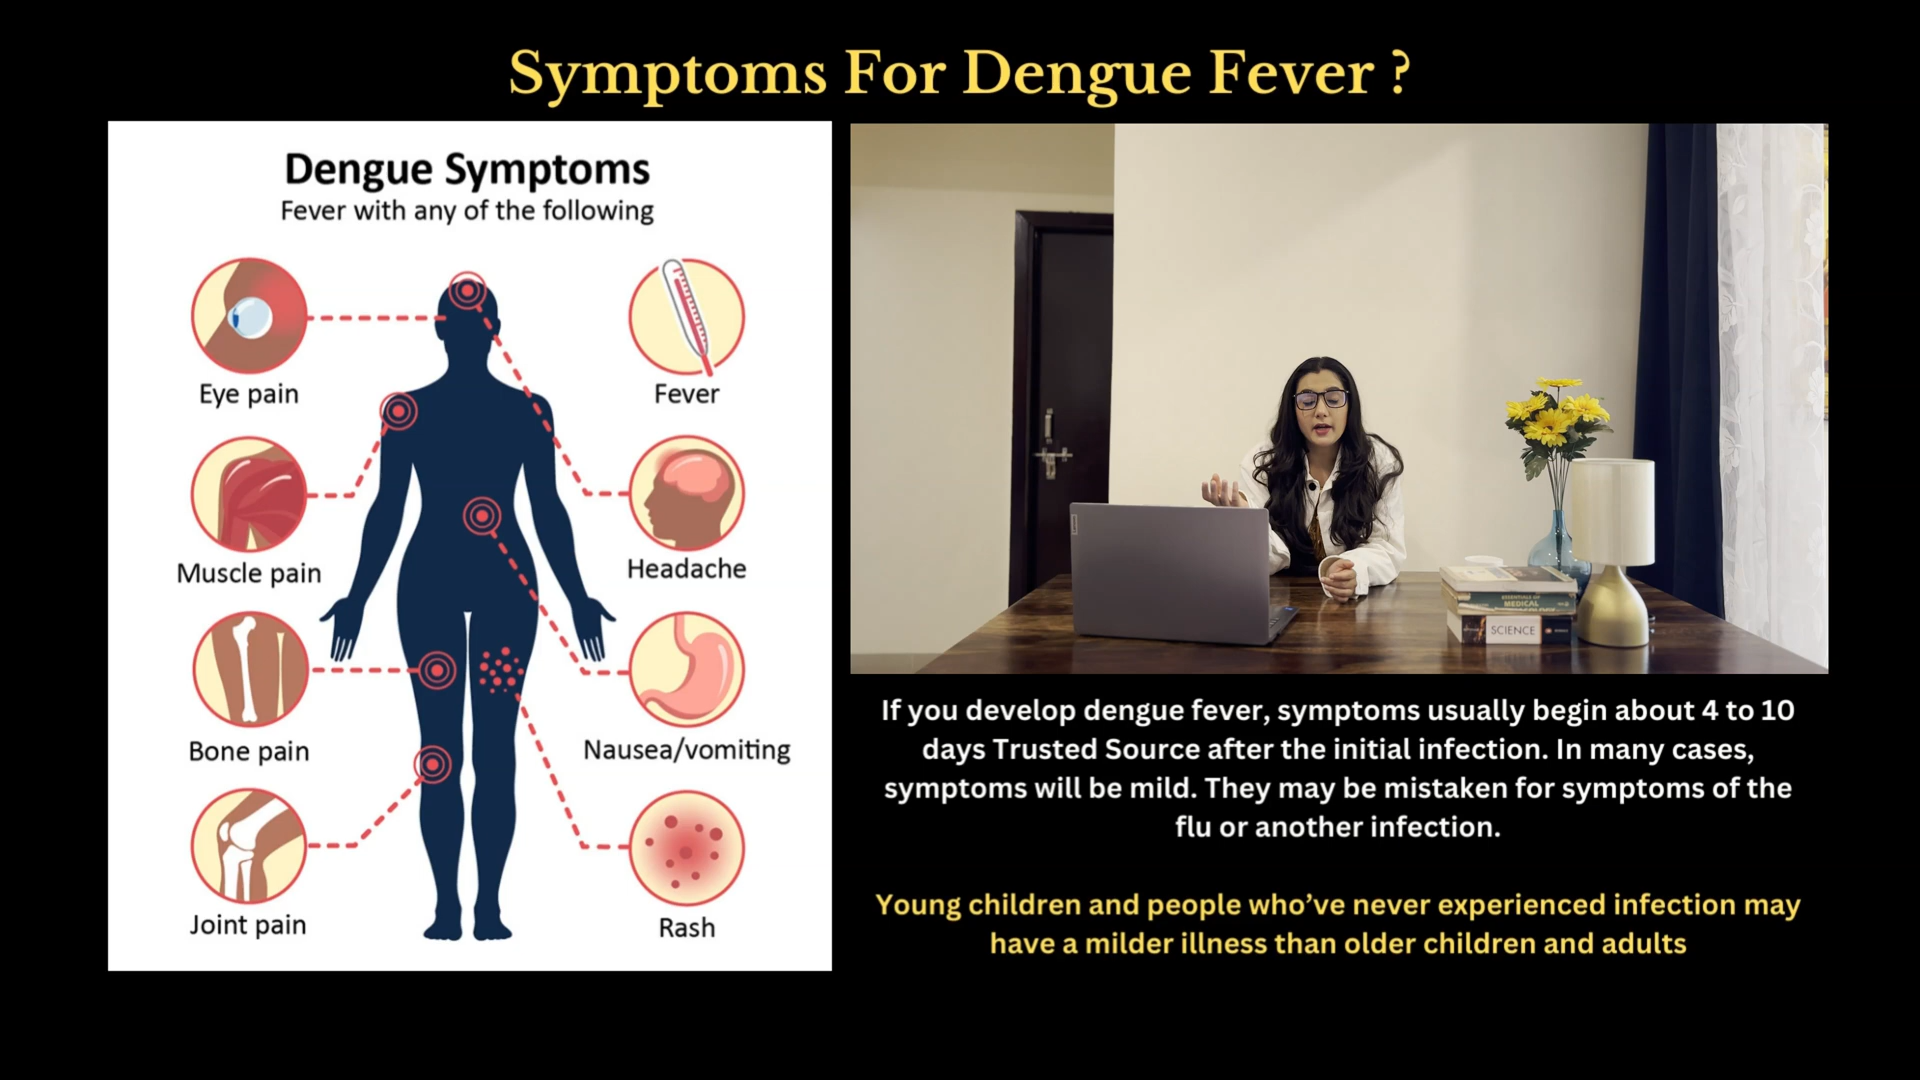 Symptoms For Dengue Fever ?
Dengue Symptoms
Fever with any of the following
Eye pain
Fever
Muscle pain
Headache
Bone pain
Nausea/vomiting
Joint pain
Rash
ESSENTIALS OF
MEDICAL
SCIENCE
If you develop dengue fever, symptoms usually begin about 4 to 10
days Trusted Source after the initial infection. In many cases,
symptoms will be mild. They may be mistaken for symptoms of the
flu or another infection.
Young children and people who’ve never experienced infection may
have a milder illness than older children and adults